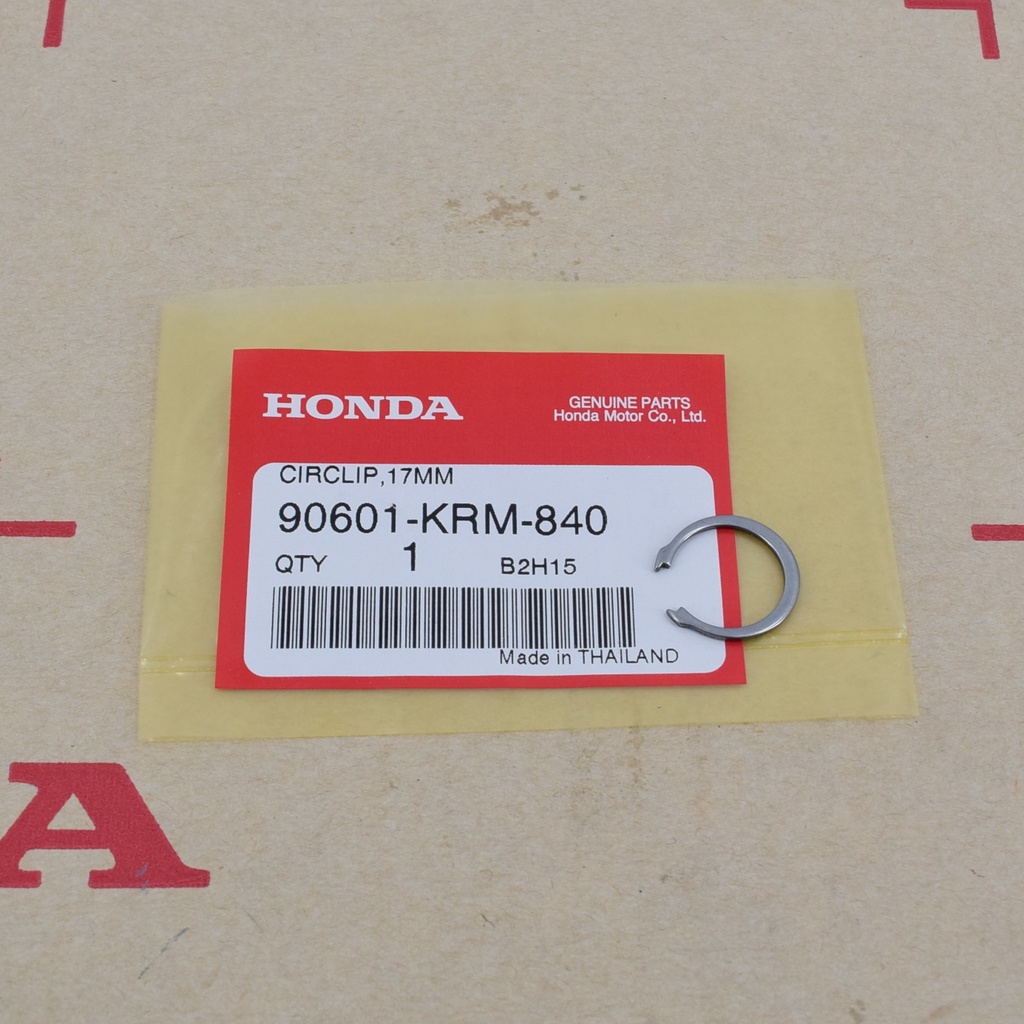 HONDA
GENUINE PARTS
Honda Motor Co., Ltd.
CIRCLIP,17MM
90601-KRM-840
QTY 1 B2H15
Made in THAILAND
A